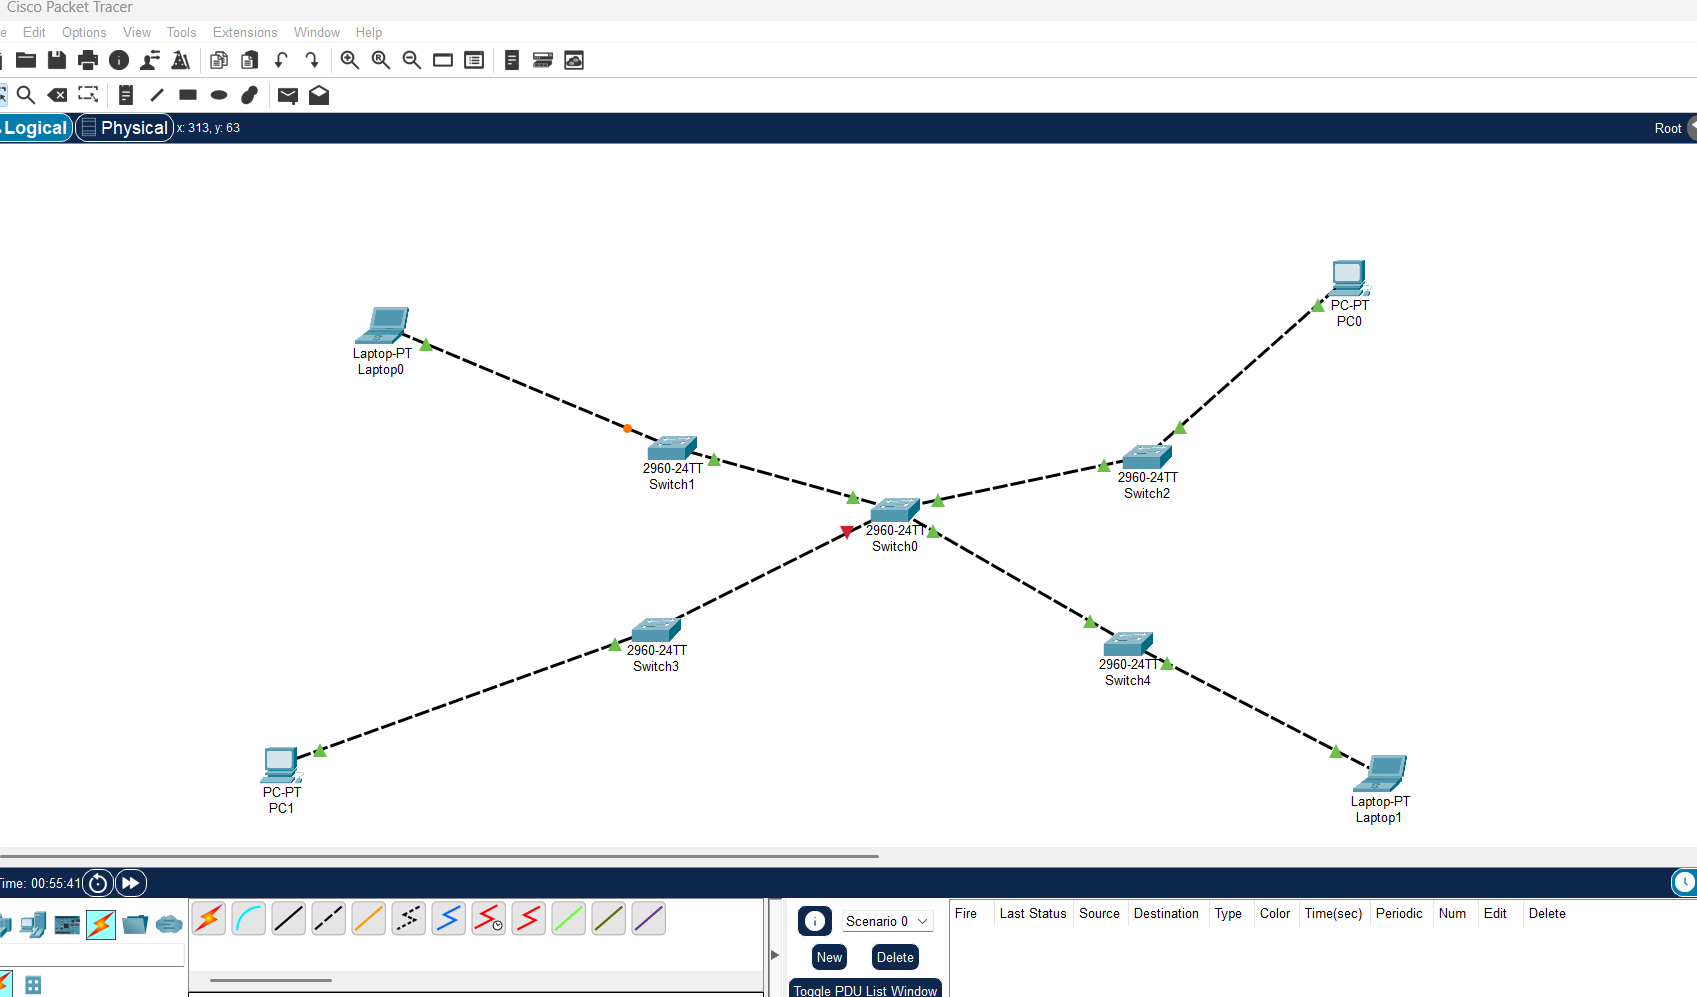 Cisco Packet Tracer
Edit Options View Tools Extensions Window Help
Logical Physical x: 313, y: 63 Root
PC-PT
PC0
Laptop-PT
Laptop0
2960-24TT
Switch1
2960-24TT
Switch2
2960-24TT
Switch0
2960-24TT
Switch3
2960-24TT
Switch4
PC-PT
PC1
Laptop-PT
Laptop1
Time: 00:55:41
Scenario 0
New Delete
Toggle PDU List Window
Fire Last Status Source Destination Type Color Time(sec) Periodic Num Edit Delete